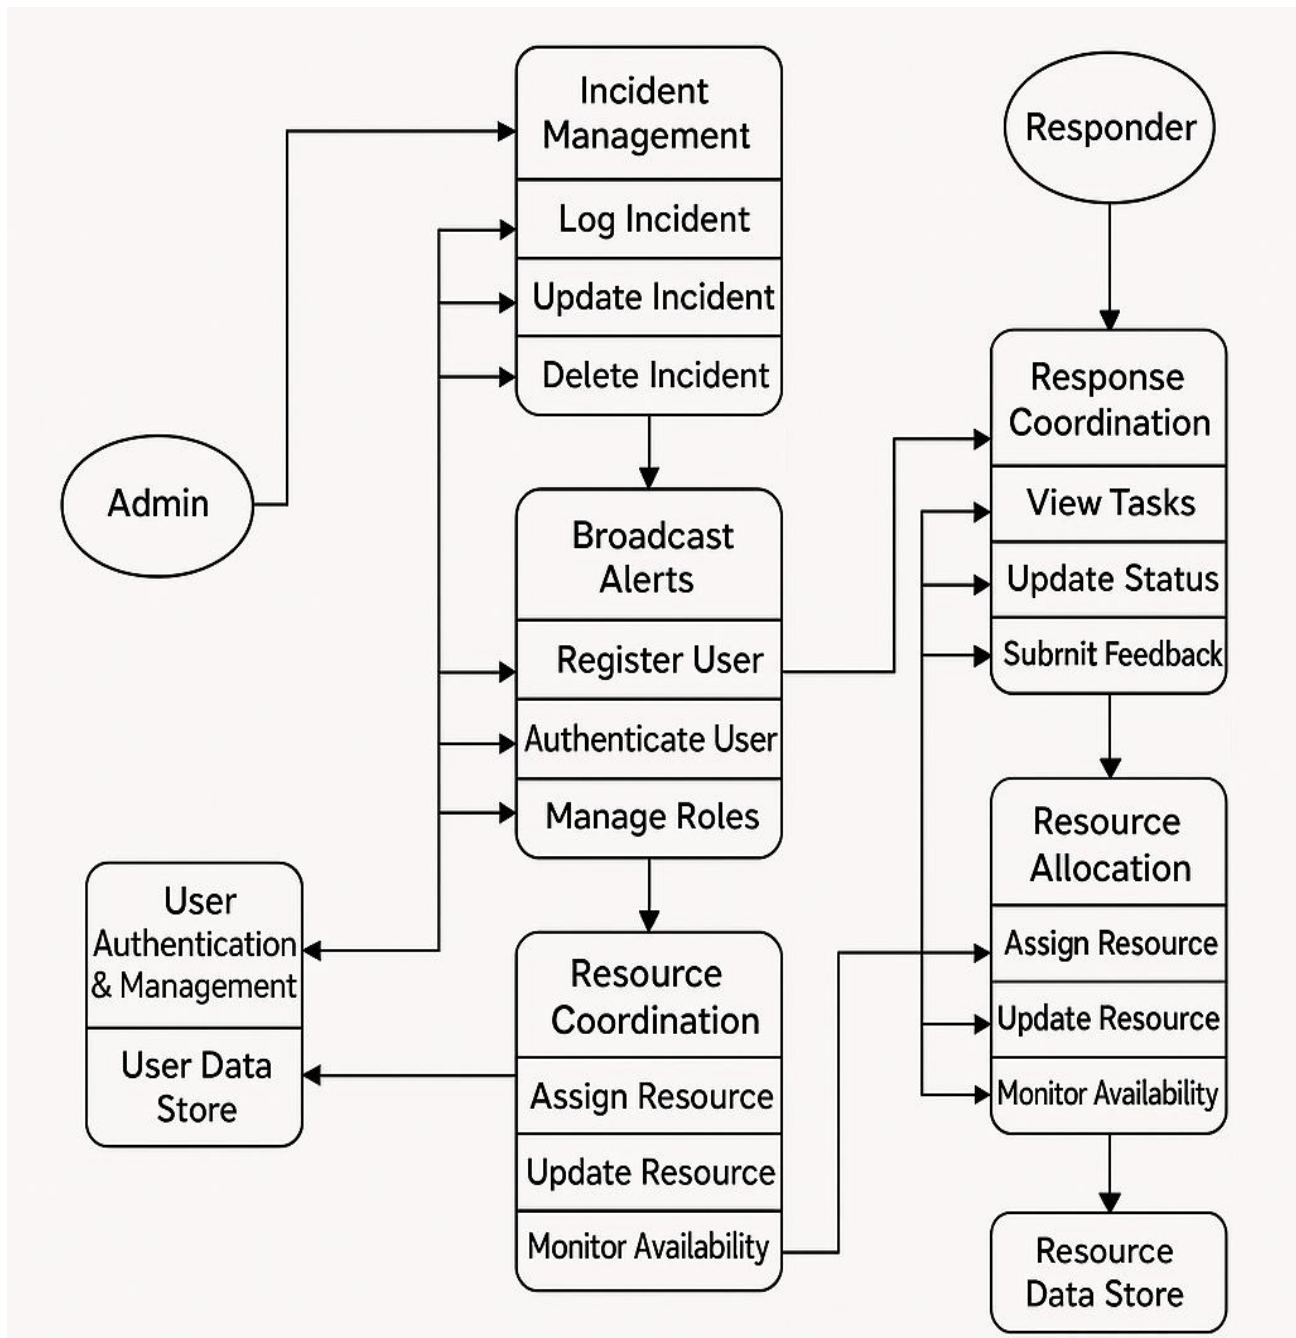 Incident
Management
Log Incident
Update Incident
Delete Incident
Responder
Admin
Broadcast
Alerts
Register User
Authenticate User
Manage Roles
Response
Coordination
View Tasks
Update Status
Subrnit Feedback
User
Authentication
& Management
User Data
Store
Resource
Coordination
Assign Resource
Update Resource
Monitor Availability
Resource
Allocation
Assign Resource
Update Resource
Monitor Availability
Resource
Data Store